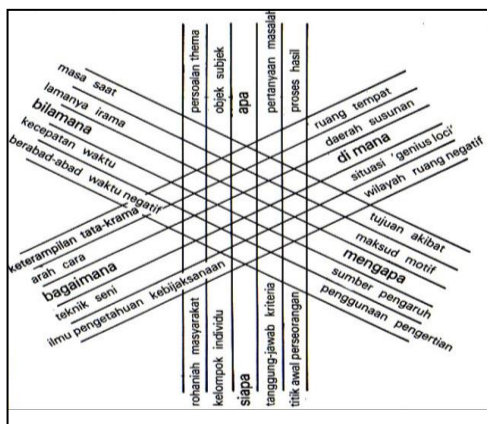 masa saat
lamanya irama
bilamana
kecepatan waktu
berabad-abad waktu negatif
persoalan thema
objek subjek
apa
pertanyaan masalah
proses hasil
ruang tempat
daerah susunan
di mana
situasi 'genius loci'
wilayah ruang negatif
keterampilan tata-krama
arah cara
bagaimana
teknik seni
ilmu pengetahuan kebijaksanaan
rohaniah masyarakat
kelompok individu
siapa
tanggung-jawab kriteria
titik awal perseorangan
tujuan akibat
maksud motif
mengapa
sumber pengaruh
penggunaan pengertian